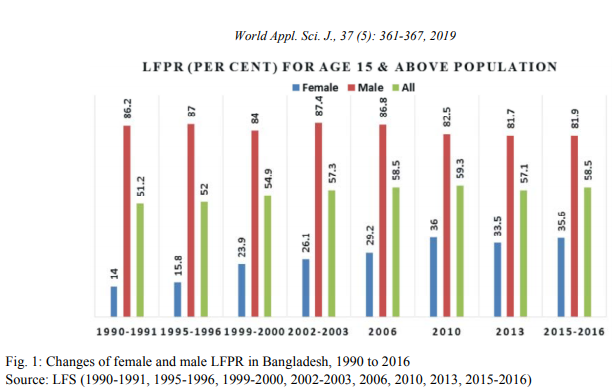 World Appl. Sci. J., 37 (5): 361-367, 2019
LFPR (PER CENT) FOR AGE 15 & ABOVE POPULATION
Female Male All
14 86.2 51.2 15.8 87 52 23.9 84 54.9 26.1 87.4 57.3 29.2 86.8 58.5 36 82.5 59.3 33.5 81.7 57.1 35.6 81.9 58.5
1990-1991 1995-1996 1999-2000 2002-2003 2006 2010 2013 2015-2016
Fig. 1: Changes of female and male LFPR in Bangladesh, 1990 to 2016
Source: LFS (1990-1991, 1995-1996, 1999-2000, 2002-2003, 2006, 2010, 2013, 2015-2016)